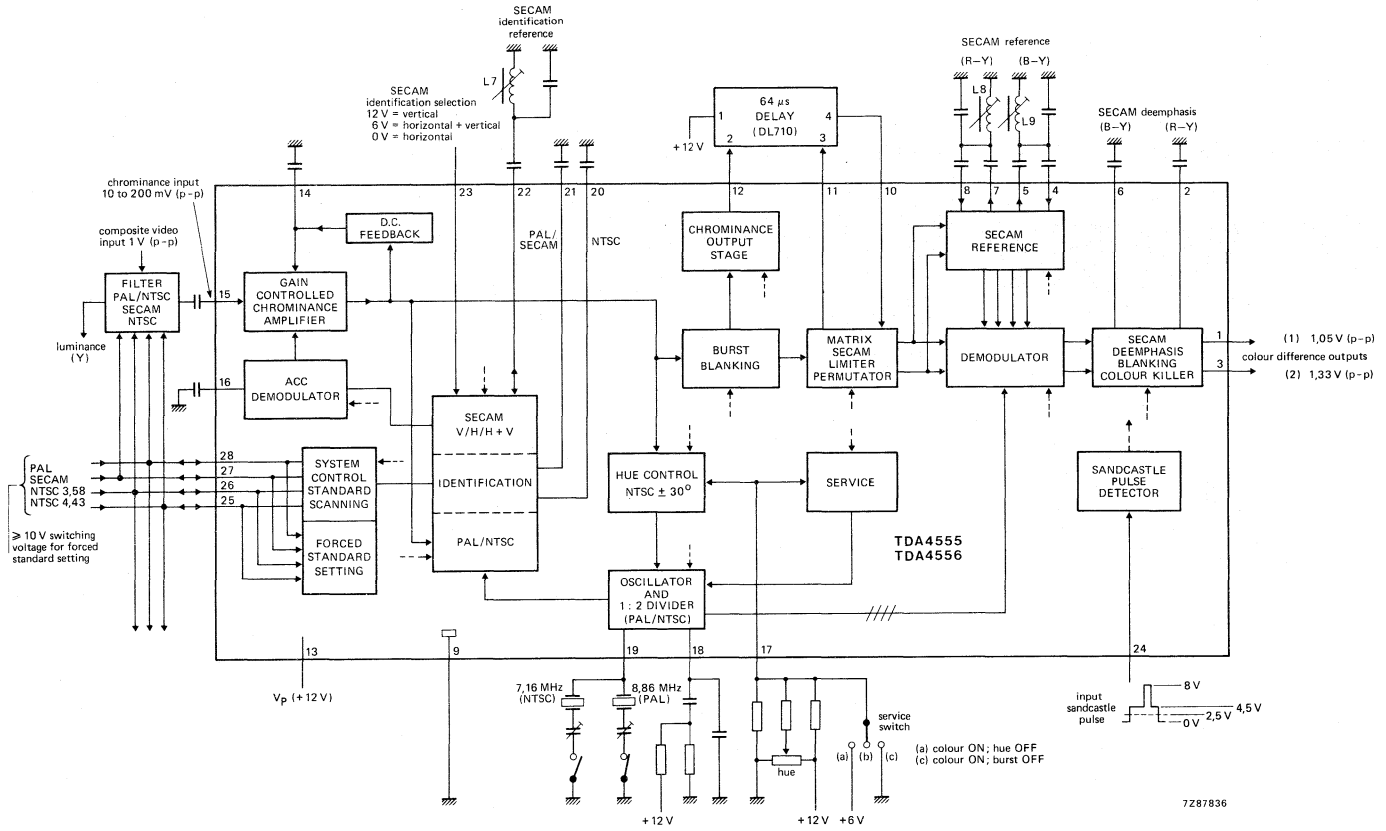 SECAM
identification
reference
L7
SECAM
identification selection
12 V = vertical
6 V = horizontal + vertical
0 V = horizontal
64 µs
DELAY
(DL710)
1
2
3
4
+12V
SECAM reference
(R–Y)
(B–Y)
L8
L9
SECAM deemphasis
(B–Y)
(R–Y)
chrominance input
10 to 200 mV (p-p)
composite video
input 1 V (p-p)
14
23
22
21
20
12
11
10
8
7
5
4
6
2
D.C.
FEEDBACK
PAL/
SECAM
NTSC
CHROMINANCE
OUTPUT
STAGE
SECAM
REFERENCE
FILTER
PAL/NTSC
SECAM
NTSC
15
GAIN
CONTROLLED
CHROMINANCE
AMPLIFIER
luminance
(Y)
BURST
BLANKING
MATRIX
SECAM
LIMITER
PERMUTATOR
DEMODULATOR
SECAM
DEEMPHASIS
BLANKING
COLOUR KILLER
1
3
(1) 1,05 V (p–p)
colour difference outputs
(2) 1,33 V (p–p)
16
ACC
DEMODULATOR
SECAM
V/H/H + V
IDENTIFICATION
PAL/NTSC
PAL
SECAM
NTSC 3,58
NTSC 4,43
28
27
26
25
SYSTEM
CONTROL
STANDARD
SCANNING
FORCED
STANDARD
SETTING
⩾ 10 V switching
voltage for forced
standard setting
HUE CONTROL
NTSC ± 30°
SERVICE
SANDCASTLE
PULSE
DETECTOR
TDA4555
TDA4556
OSCILLATOR
AND
1 : 2 DIVIDER
(PAL/NTSC)
13
9
19
18
17
24
VP (+12V)
7,16 MHz
(NTSC)
8,86 MHz
(PAL)
+12V
hue
+12V
+6V
service
switch
(a)
(b)
(c)
(a) colour ON; hue OFF
(c) colour ON; burst OFF
input
sandcastle
pulse
8V
4,5 V
2,5V
0V
7Z87836